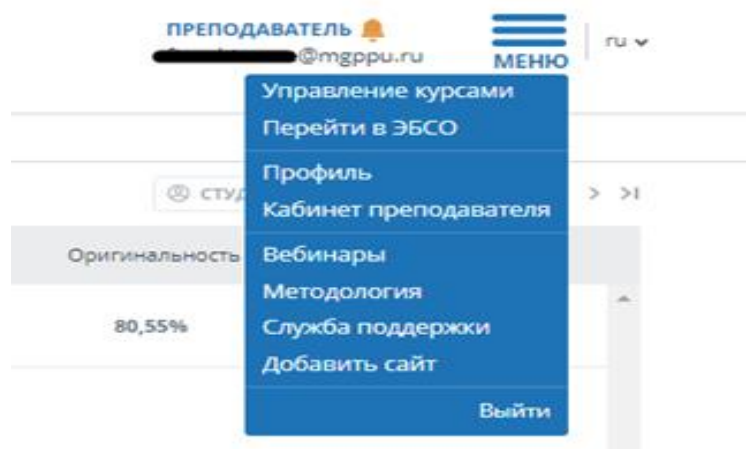 ПРЕПОДАВАТЕЛЬ
@mgppu.ru
МЕНЮ
ru
Управление курсами
Перейти в ЭБСО
Профиль
Кабинет преподавателя
Вебинары
Методология
Служба поддержки
Добавить сайт
Выйти
Оригинальность
80,55%